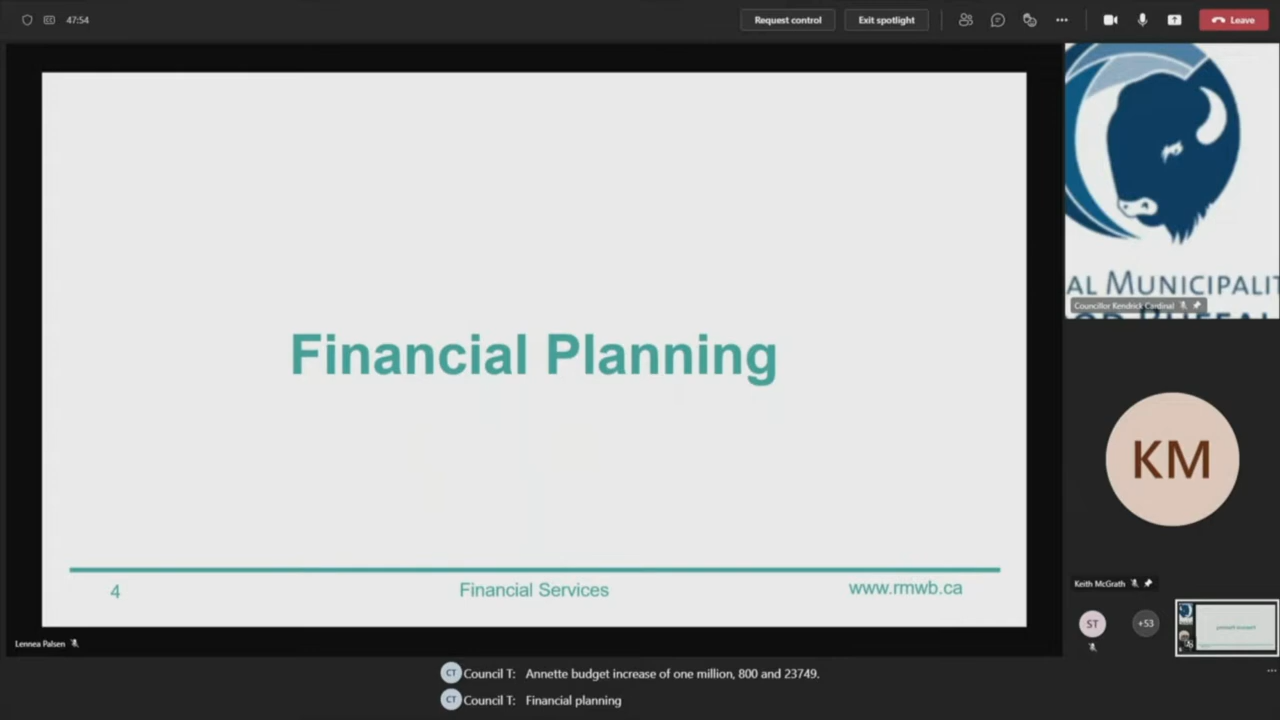 47:54
Request control
Exit spotlight
Leave
Financial Planning
4
Financial Services
www.rmwb.ca
AL MUNICIPALIT
Councillor Kendrick Cardinal
KM
Keith McGrath
ST
+53
Lennea Palsen
CT Council T: Annette budget increase of one million, 800 and 23749.
CT Council T: Financial planning